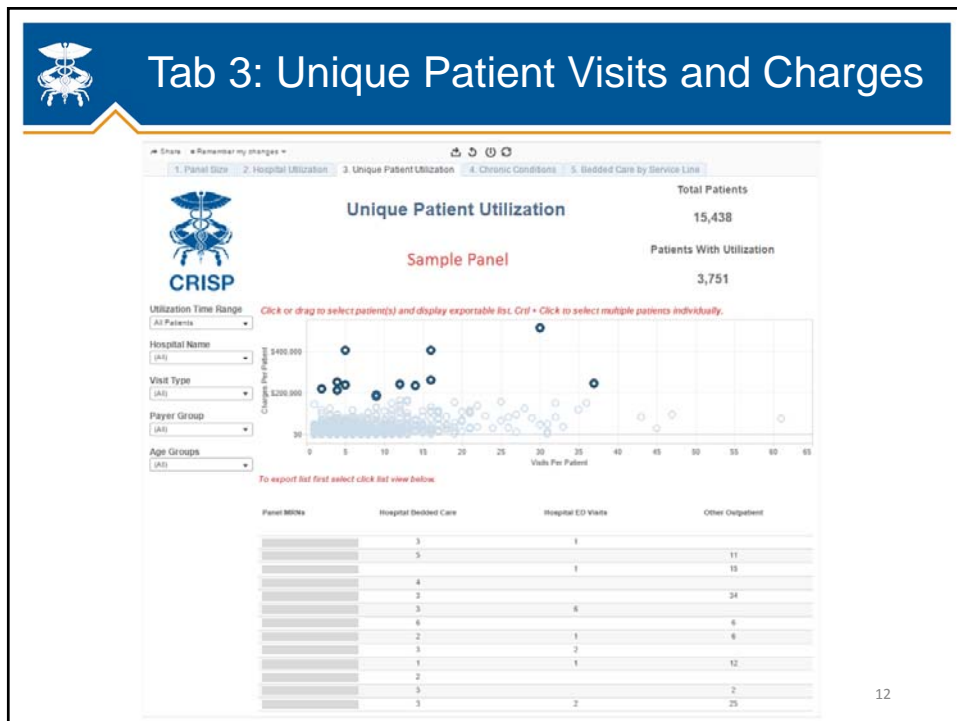 Tab 3: Unique Patient Visits and Charges
Share Remember my changes
1. Panel Size 2. Hospital Utilization 3. Unique Patient Utilization 4. Chronic Conditions 5. Bedded Care by Service Line
CRISP
Unique Patient Utilization
Sample Panel
Total Patients
15,438
Patients With Utilization
3,751
Utilization Time Range
All Patients
Hospital Name
(All)
Visit Type
(All)
Payer Group
(All)
Age Groups
(All)
Click or drag to select patient(s) and display exportable list. Crtl + Click to select multiple patients individually.
Charges Per Patient
$400,000
$200,000
$0
0 5 10 15 20 25 30 35 40 45 50 55 60 65
Visits Per Patient
To export list first select click list view below.
Panel MRNs Hospital Bedded Care Hospital ED Visits Other Outpatient
3 1
5 11
1
4
34
3 6
6 6
2 1 6
3 2
1 1 12
2
3 2
3 2 25
12